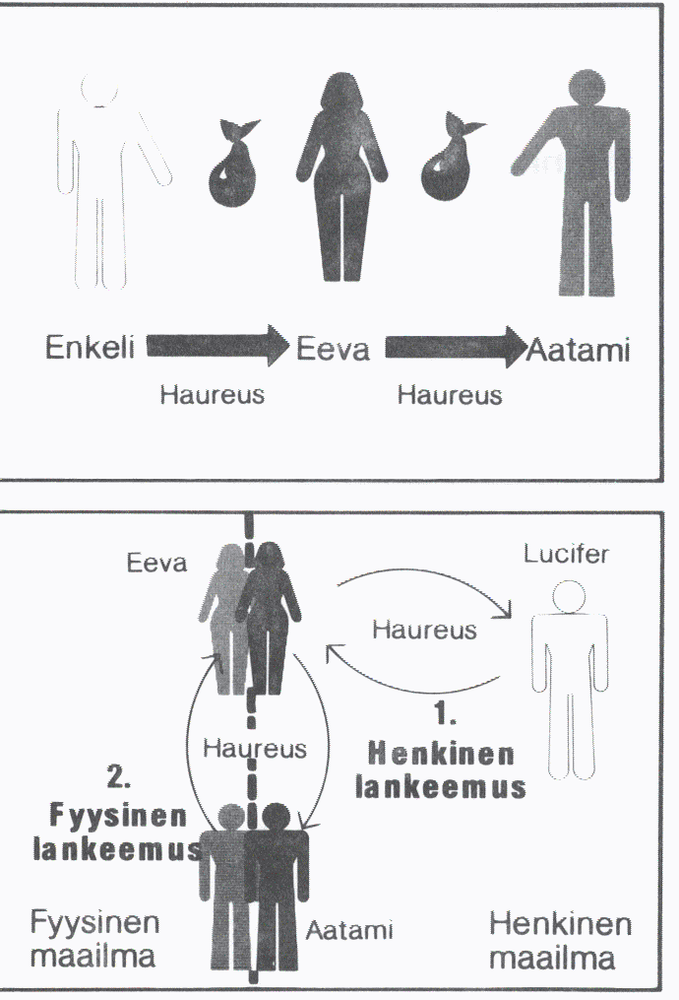 Enkeli Eeva Aatami
Haureus Haureus
Eeva
Lucifer
Haureus
1.
Henkinen
lankeemus
Haureus
2.
Fyysinen
lankeemus
Aatami
Fyysinen
maailma
Henkinen
maailma